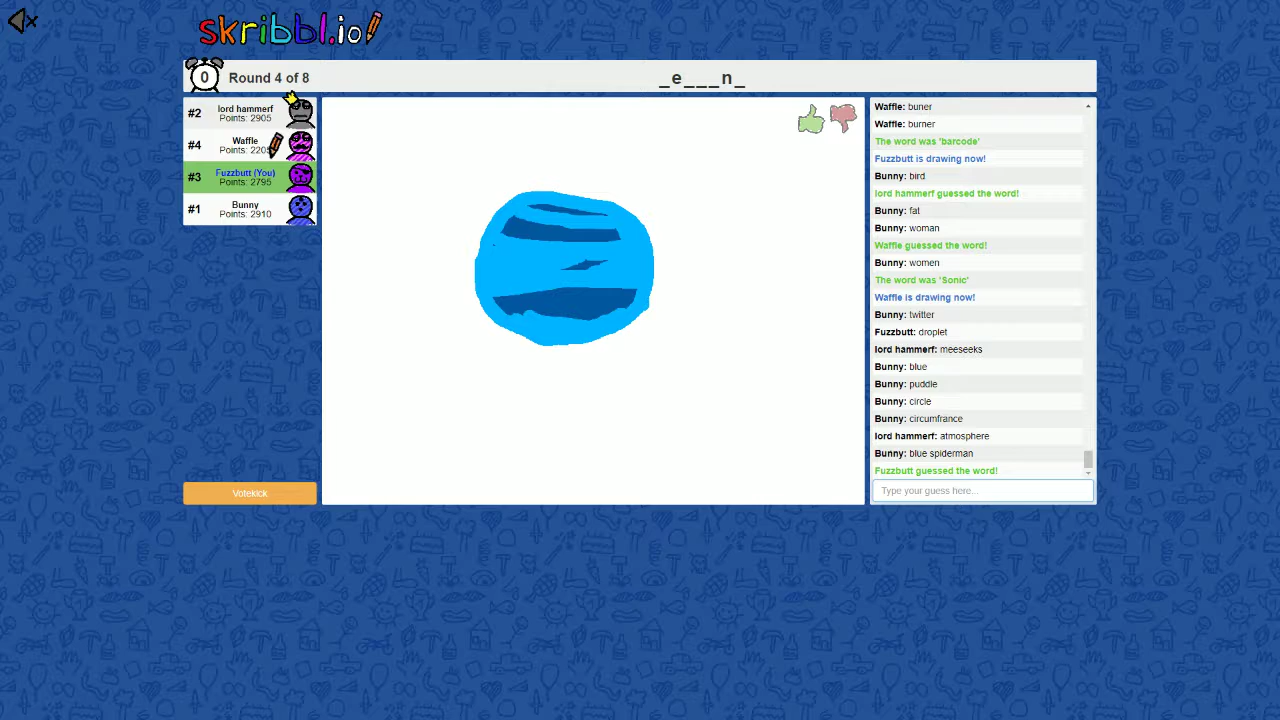 skribbl.io
0
Round 4 of 8
_e___n_
#2
lord hammerf
Points: 2905
#4
Waffle
Points: 2205
#3
Fuzzbutt (You)
Points: 2795
#1
Bunny
Points: 2910
Votekick
Waffle: buner
Waffle: burner
The word was 'barcode'
Fuzzbutt is drawing now!
Bunny: bird
lord hammerf guessed the word!
Bunny: fat
Bunny: woman
Waffle guessed the word!
Bunny: women
The word was 'Sonic'
Waffle is drawing now!
Bunny: twitter
Fuzzbutt: droplet
lord hammerf: meeseeks
Bunny: blue
Bunny: puddle
Bunny: circle
Bunny: circumfrance
lord hammerf: atmosphere
Bunny: blue spiderman
Fuzzbutt guessed the word!
Type your guess here...